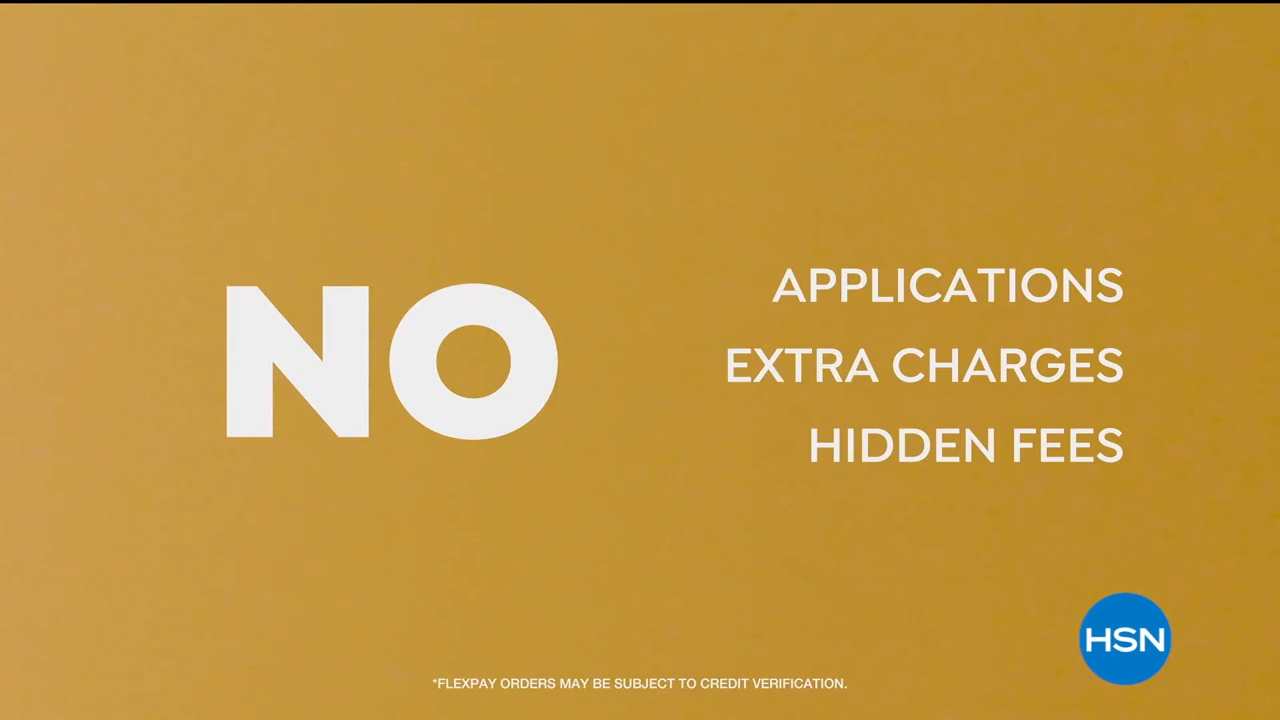 NO
APPLICATIONS
EXTRA CHARGES
HIDDEN FEES
HSN
*FLEXPAY ORDERS MAY BE SUBJECT TO CREDIT VERIFICATION.